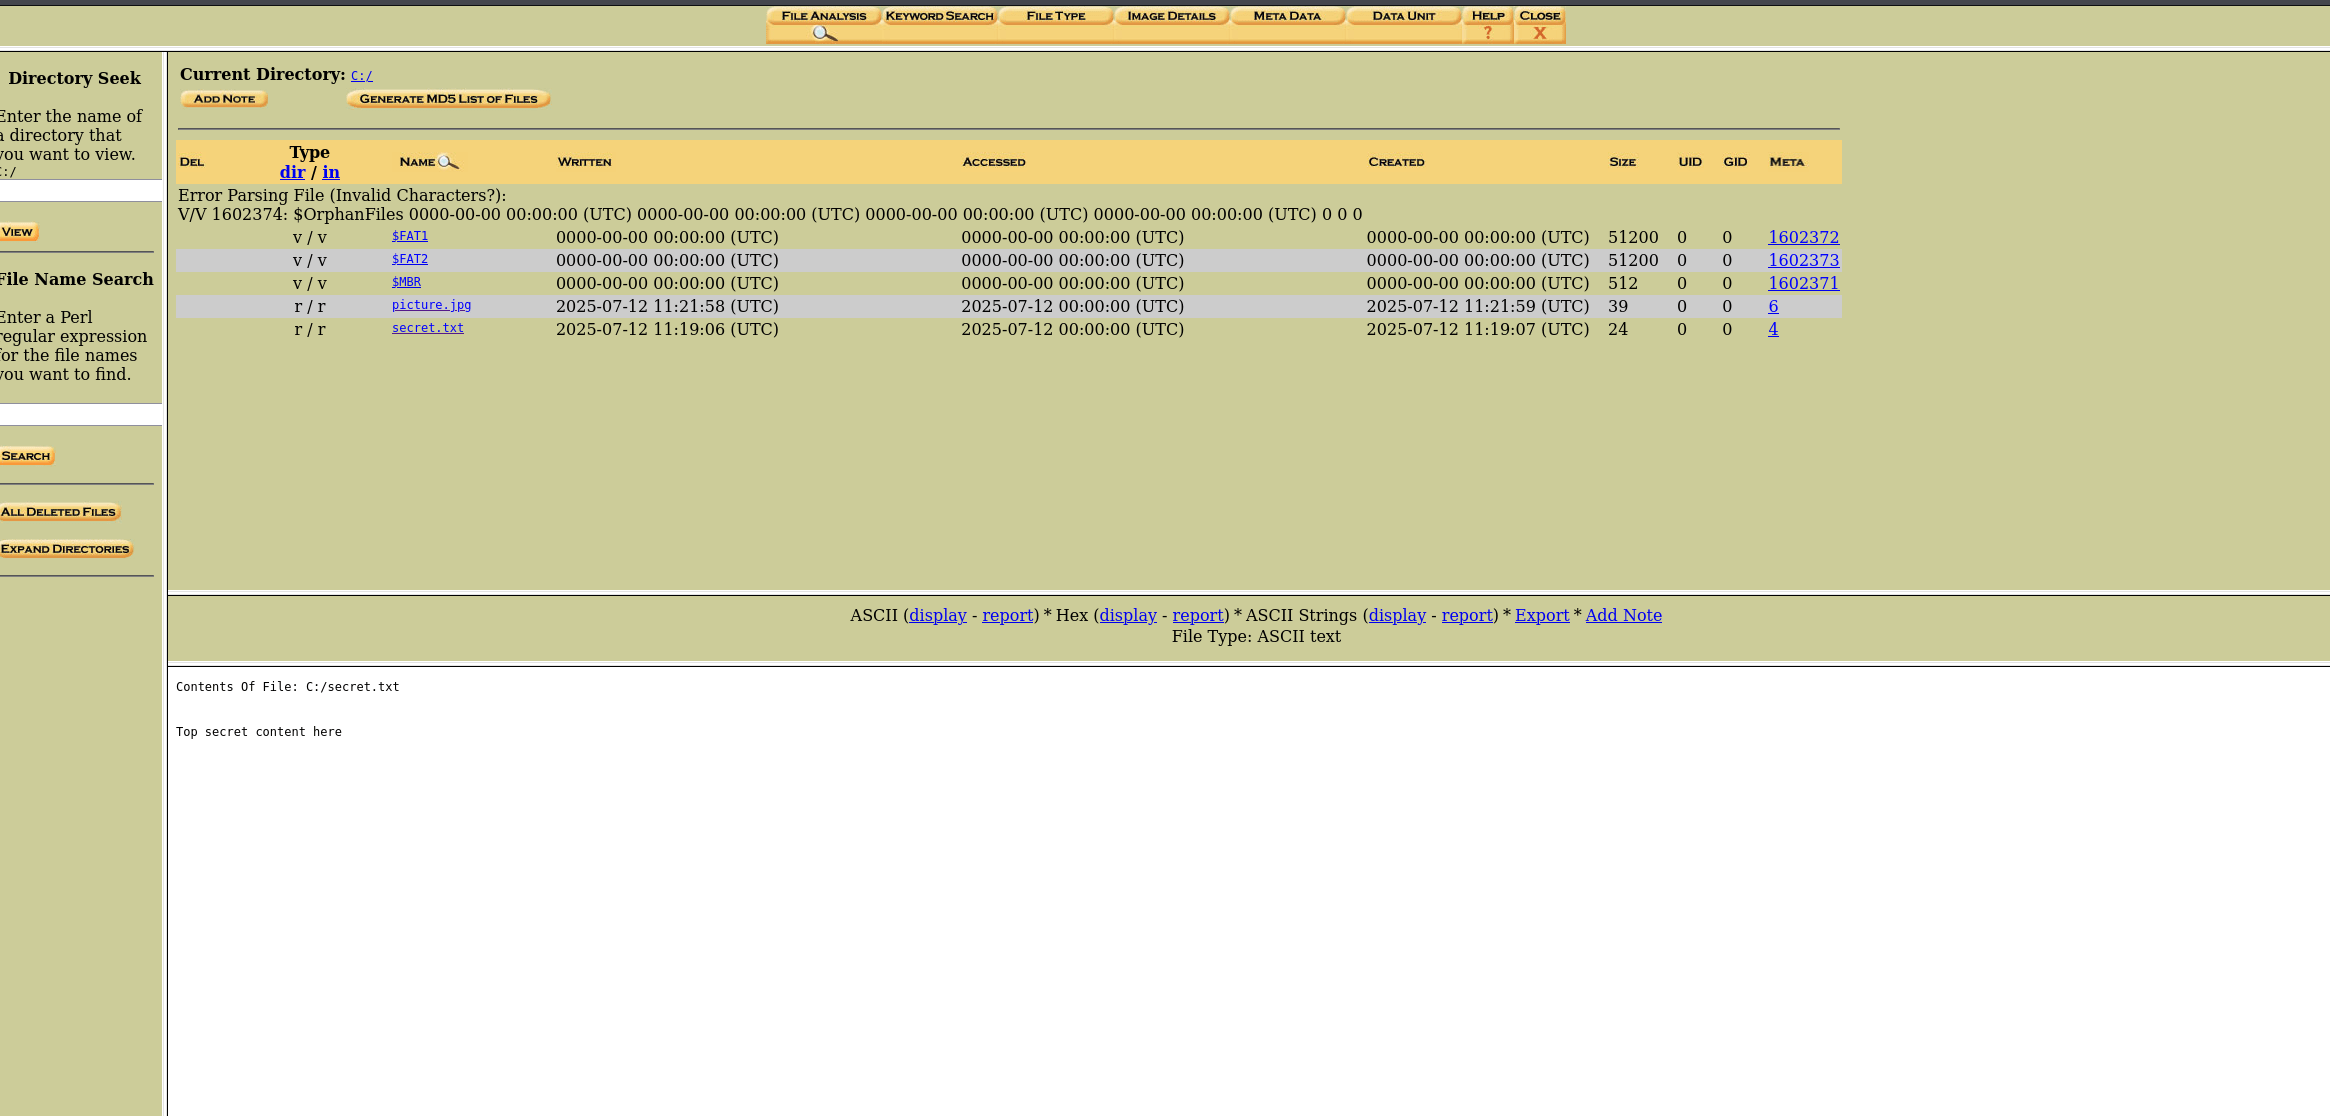 FILE ANALYSIS KEYWORD SEARCH FILE TYPE IMAGE DETAILS META DATA DATA UNIT HELP CLOSE
? X
Directory Seek
Enter the name of
a directory that
you want to view.
C:/
VIEW
File Name Search
Enter a Perl
regular expression
for the file names
you want to find.
SEARCH
ALL DELETED FILES
EXPAND DIRECTORIES
Current Directory: C:/
ADD NOTE GENERATE MD5 LIST OF FILES
DEL Type dir / in NAME WRITTEN ACCESSED CREATED SIZE UID GID META
Error Parsing File (Invalid Characters?):
V/V 1602374: $OrphanFiles 0000-00-00 00:00:00 (UTC) 0000-00-00 00:00:00 (UTC) 0000-00-00 00:00:00 (UTC) 0000-00-00 00:00:00 (UTC) 0 0 0
v / v $FAT1 0000-00-00 00:00:00 (UTC) 0000-00-00 00:00:00 (UTC) 0000-00-00 00:00:00 (UTC) 51200 0 0 1602372
v / v $FAT2 0000-00-00 00:00:00 (UTC) 0000-00-00 00:00:00 (UTC) 0000-00-00 00:00:00 (UTC) 51200 0 0 1602373
v / v $MBR 0000-00-00 00:00:00 (UTC) 0000-00-00 00:00:00 (UTC) 0000-00-00 00:00:00 (UTC) 512 0 0 1602371
r / r picture.jpg 2025-07-12 11:21:58 (UTC) 2025-07-12 00:00:00 (UTC) 2025-07-12 11:21:59 (UTC) 39 0 0 6
r / r secret.txt 2025-07-12 11:19:06 (UTC) 2025-07-12 00:00:00 (UTC) 2025-07-12 11:19:07 (UTC) 24 0 0 4
ASCII (display - report) * Hex (display - report) * ASCII Strings (display - report) * Export * Add Note
File Type: ASCII text
Contents Of File: C:/secret.txt
Top secret content here